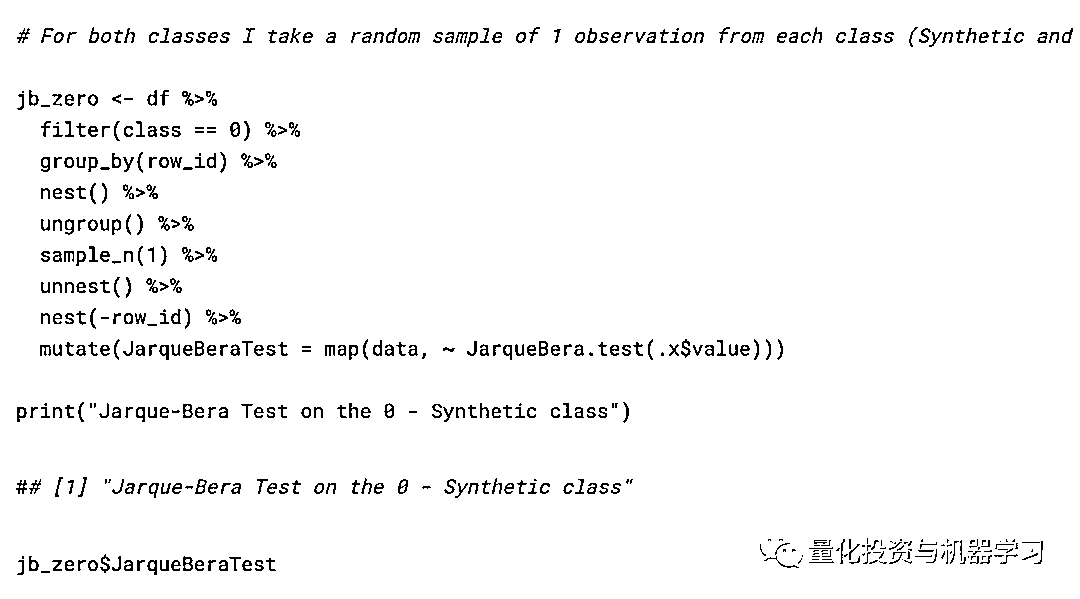 # For both classes I take a random sample of 1 observation from each class (Synthetic and
jb_zero <- df %>%
  filter(class == 0) %>%
  group_by(row_id) %>%
  nest() %>%
  ungroup() %>%
  sample_n(1) %>%
  unnest() %>%
  nest(-row_id) %>%
  mutate(JarqueBeraTest = map(data, ~ JarqueBera.test(.x$value)))
print("Jarque-Bera Test on the 0 - Synthetic class")
## [1] "Jarque-Bera Test on the 0 - Synthetic class"
jb_zero$JarqueBeraTest
量化投资与机器学习